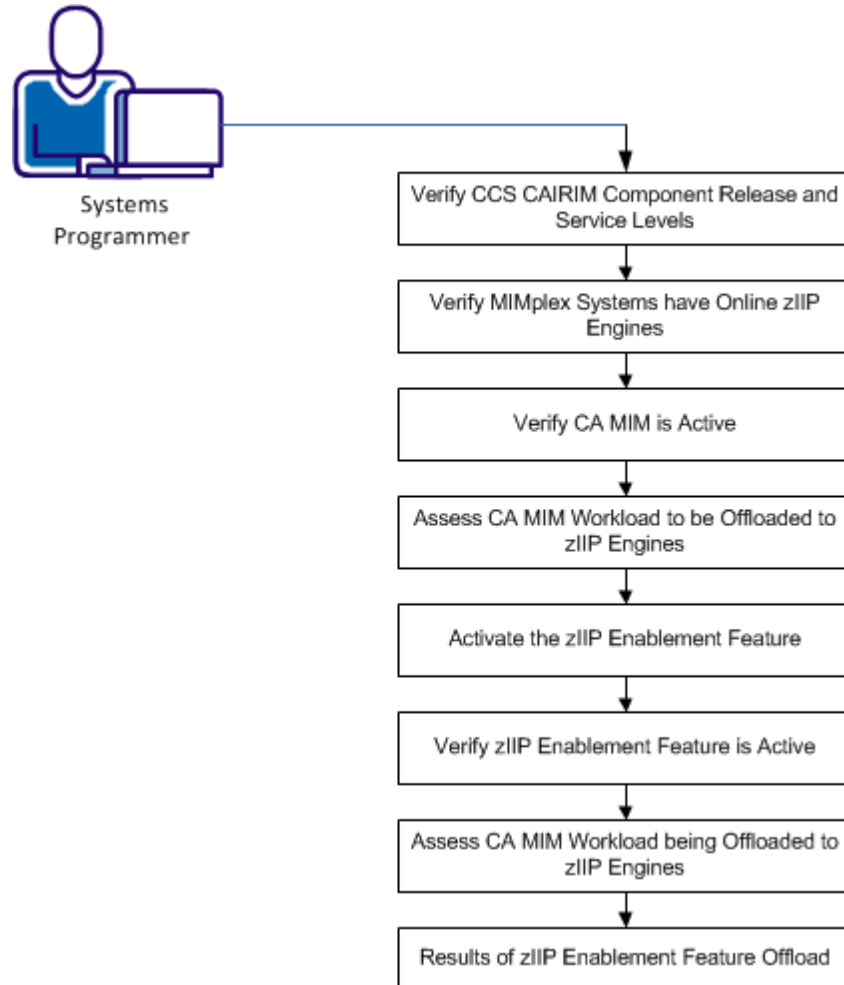 Systems
Programmer
Verify CCS CAIRIM Component Release and
Service Levels
Verify MIMplex Systems have Online zIIP
Engines
Verify CA MIM is Active
Assess CA MIM Workload to be Offloaded to
zIIP Engines
Activate the zIIP Enablement Feature
Verify zIIP Enablement Feature is Active
Assess CA MIM Workload being Offloaded to
zIIP Engines
Results of zIIP Enablement Feature Offload